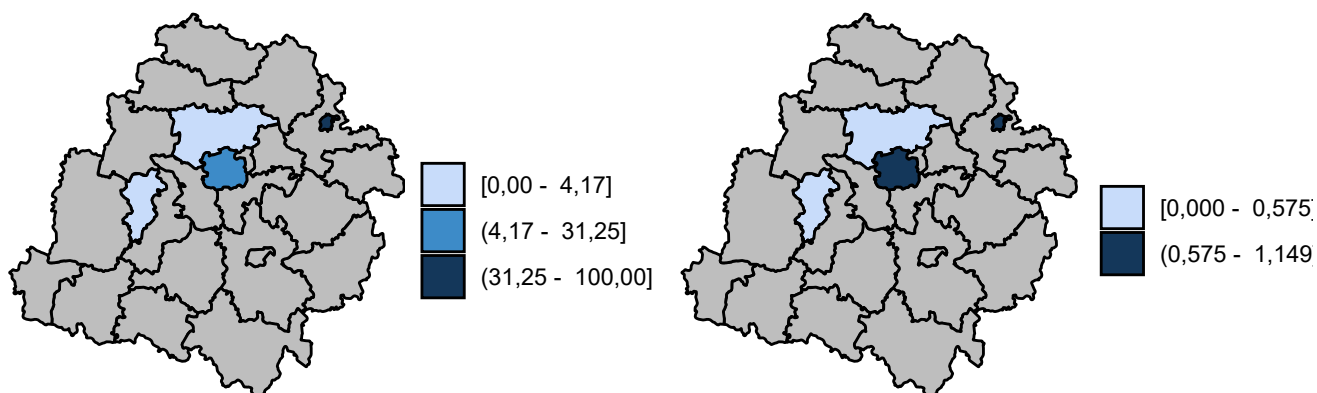 [0,00 - 4,17]
(4,17 - 31,25]
(31,25 - 100,00]
[0,000 - 0,575]
(0,575 - 1,149]